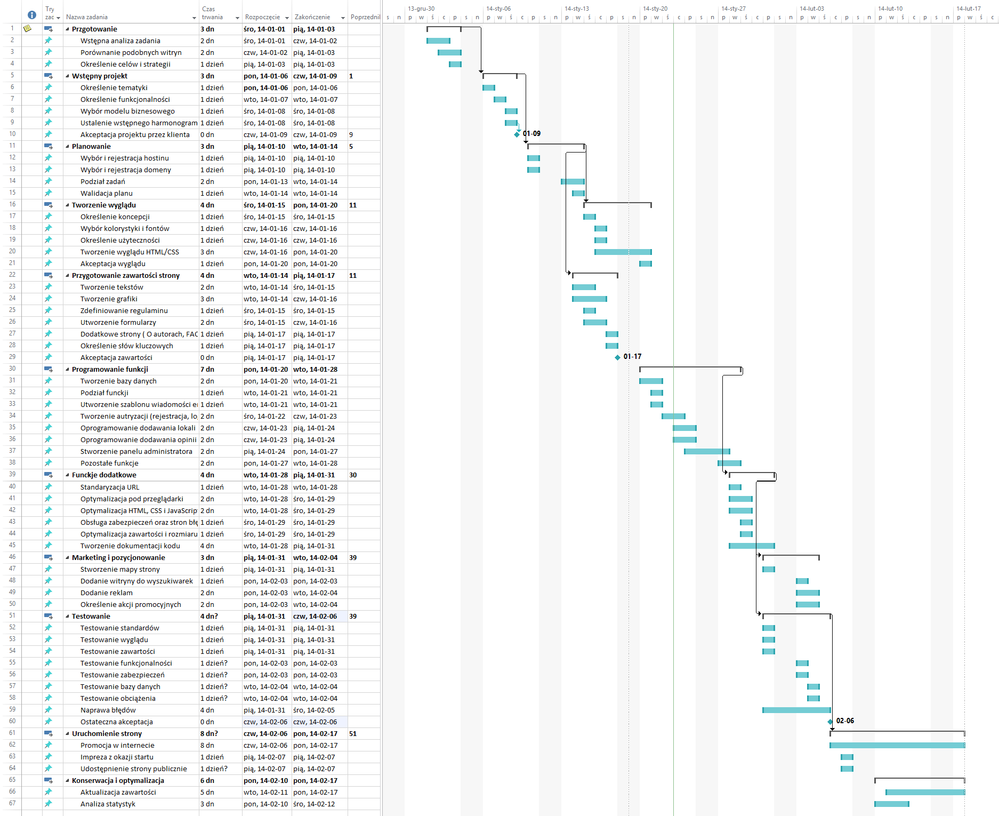 13-gru-30 14-sty-06 14-sty-13 14-sty-20 14-sty-27 14-lut-03 14-lut-10 14-lut-17
Try zac Nazwa zadania Czas trwania Rozpoczęcie Zakończenie Poprzednil
s n p w ś c p s n p w ś c p s n p w ś c p s n p w ś c p s n p w ś c p s n p w ś c p s n p w ś c p s n p w ś c
1 Przgotowanie 3 dn śro, 14-01-01 pią, 14-01-03
2 Wstępna analiza zadania 2 dn śro, 14-01-01 czw, 14-01-02
3 Porównanie podobnych witryn 2 dn czw, 14-01-02 pią, 14-01-03
4 Określenie celów i strategii 1 dzień pią, 14-01-03 pią, 14-01-03
5 Wstępny projekt 3 dn pon, 14-01-06 czw, 14-01-09 1
6 Określenie tematyki 1 dzień pon, 14-01-06 pon, 14-01-06
7 Określenie funkcjonalności 1 dzień wto, 14-01-07 wto, 14-01-07
8 Wybór modelu biznesowego 1 dzień śro, 14-01-08 śro, 14-01-08
9 Ustalenie wstępnego harmonogram 1 dzień śro, 14-01-08 śro, 14-01-08
10 Akceptacja projektu przez klienta 0 dn czw, 14-01-09 czw, 14-01-09 9 01-09
11 Planowanie 3 dn pią, 14-01-10 wto, 14-01-14 5
12 Wybór i rejestracja hostinu 1 dzień pią, 14-01-10 pią, 14-01-10
13 Wybór i rejestracja domeny 1 dzień pią, 14-01-10 pią, 14-01-10
14 Podział zadań 2 dn pon, 14-01-13 wto, 14-01-14
15 Walidacja planu 1 dzień wto, 14-01-14 wto, 14-01-14
16 Tworzenie wyglądu 4 dn śro, 14-01-15 pon, 14-01-20 11
17 Określenie koncepcji 1 dzień śro, 14-01-15 śro, 14-01-15
18 Wybór kolorystyki i fontów 1 dzień czw, 14-01-16 czw, 14-01-16
19 Określenie użyteczności 1 dzień czw, 14-01-16 czw, 14-01-16
20 Tworzenie wyglądu HTML/CSS 3 dn czw, 14-01-16 pon, 14-01-20
21 Akceptacja wyglądu 1 dzień pon, 14-01-20 pon, 14-01-20
22 Przygotowanie zawartości strony 4 dn wto, 14-01-14 pią, 14-01-17 11
23 Tworzenie tekstów 2 dn wto, 14-01-14 śro, 14-01-15
24 Tworzenie grafiki 3 dn wto, 14-01-14 czw, 14-01-16
25 Zdefiniowanie regulaminu 1 dzień śro, 14-01-15 śro, 14-01-15
26 Utworzenie formularzy 2 dn śro, 14-01-15 czw, 14-01-16
27 Dodatkowe strony ( O autorach, FAC 1 dzień pią, 14-01-17 pią, 14-01-17
28 Określenie słów kluczowych 1 dzień pią, 14-01-17 pią, 14-01-17
29 Akceptacja zawartości 0 dn pią, 14-01-17 pią, 14-01-17 01-17
30 Programowanie funkcji 7 dn pon, 14-01-20 wto, 14-01-28
31 Tworzenie bazy danych 2 dn pon, 14-01-20 wto, 14-01-21
32 Podział funckji 1 dzień wto, 14-01-21 wto, 14-01-21
33 Utworzenie szablonu wiadomości e 1 dzień wto, 14-01-21 wto, 14-01-21
34 Tworzenie autryzacji (rejestracja, lo 2 dn śro, 14-01-22 czw, 14-01-23
35 Oprogramowanie dodawania lokali 2 dn czw, 14-01-23 pią, 14-01-24
36 Oprogramowanie dodawania opinii 2 dn czw, 14-01-23 pią, 14-01-24
37 Stworzenie panelu administratora 2 dn pią, 14-01-24 pon, 14-01-27
38 Pozostałe funkcje 2 dn pon, 14-01-27 wto, 14-01-28
39 Funckje dodatkowe 4 dn wto, 14-01-28 pią, 14-01-31 30
40 Standaryzacja URL 1 dzień wto, 14-01-28 wto, 14-01-28
41 Optymalizacja pod przeglądarki 2 dn wto, 14-01-28 śro, 14-01-29
42 Optymalizacja HTML, CSS i JavaScrip 2 dn wto, 14-01-28 śro, 14-01-29
43 Obsługa zabezpieczeń oraz stron błę 1 dzień śro, 14-01-29 śro, 14-01-29
44 Optymalizacja zawartości i rozmiaru 1 dzień śro, 14-01-29 śro, 14-01-29
45 Tworzenie dokumentacji kodu 4 dn wto, 14-01-28 pią, 14-01-31
46 Marketing i pozycjonowanie 3 dn pią, 14-01-31 wto, 14-02-04 39
47 Stworzenie mapy strony 1 dzień pią, 14-01-31 pią, 14-01-31
48 Dodanie witryny do wyszukiwarek 1 dzień pon, 14-02-03 pon, 14-02-03
49 Dodanie reklam 2 dn pon, 14-02-03 wto, 14-02-04
50 Określenie akcji promocyjnych 2 dn pon, 14-02-03 wto, 14-02-04
51 Testowanie 4 dn? pią, 14-01-31 czw, 14-02-06 39
52 Testowanie standardów 1 dzień pią, 14-01-31 pią, 14-01-31
53 Testowanie wyglądu 1 dzień pią, 14-01-31 pią, 14-01-31
54 Testowanie zawartości 1 dzień pią, 14-01-31 pią, 14-01-31
55 Testowanie funkcjonalności 1 dzień? pon, 14-02-03 pon, 14-02-03
56 Testowanie zabezpieczeń 1 dzień? pon, 14-02-03 pon, 14-02-03
57 Testowanie bazy danych 1 dzień? wto, 14-02-04 wto, 14-02-04
58 Testowanie obciążenia 1 dzień? wto, 14-02-04 wto, 14-02-04
59 Naprawa błędów 4 dn pią, 14-01-31 śro, 14-02-05
60 Ostateczna akceptacja 0 dn czw, 14-02-06 czw, 14-02-06 02-06
61 Uruchomienie strony 8 dn? czw, 14-02-06 pon, 14-02-17 51
62 Promocja w internecie 8 dn czw, 14-02-06 pon, 14-02-17
63 Impreza z okazji startu 1 dzień pią, 14-02-07 pią, 14-02-07
64 Udostępnienie strony publicznie 1 dzień? pią, 14-02-07 pią, 14-02-07
65 Konserwacja i optymalizacja 6 dn pon, 14-02-10 pon, 14-02-17
66 Aktualizacja zawartości 5 dn wto, 14-02-11 pon, 14-02-17
67 Analiza statystyk 3 dn pon, 14-02-10 śro, 14-02-12